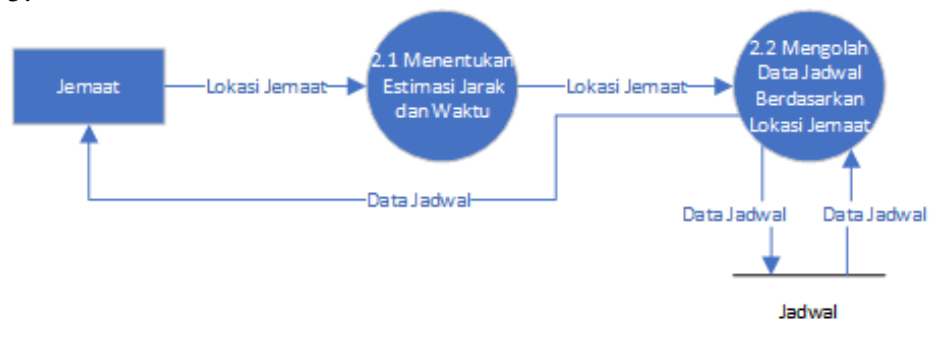 Jemaat
Lokasi Jemaat
2.1 Menentukan
Estimasi Jarak
dan Waktu
Lokasi Jemaat
2.2 Mengolah
Data Jadwal
Berdasarkan
Lokasi Jemaat
Data Jadwal
Data Jadwal
Data Jadwal
Jadwal